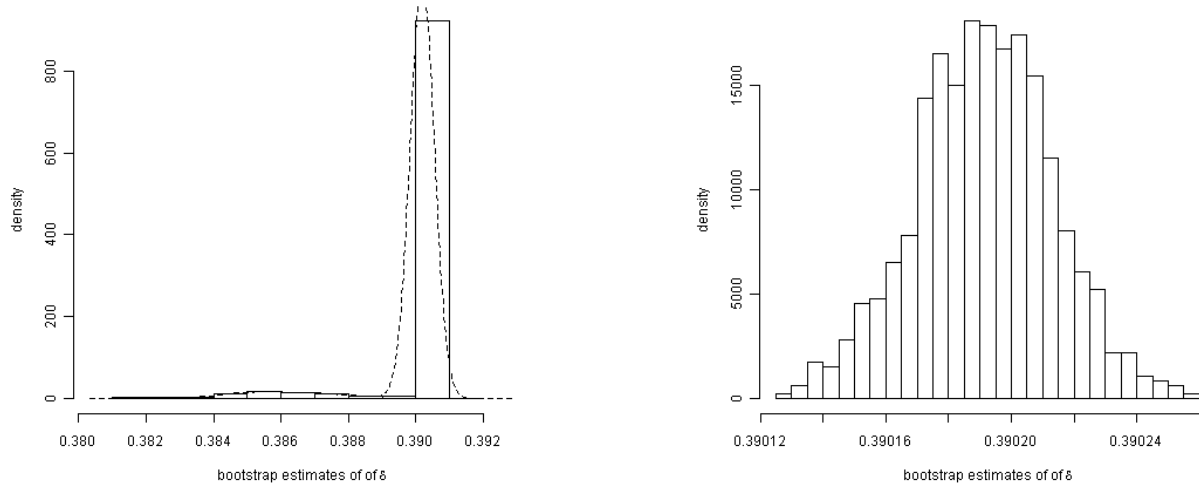 density
800
600
400
200
0
0.380 0.382 0.384 0.386 0.388 0.390 0.392
bootstrap estimates of of δ
density
15000
10000
5000
0
0.39012 0.39016 0.39020 0.39024
bootstrap estimates of of δ